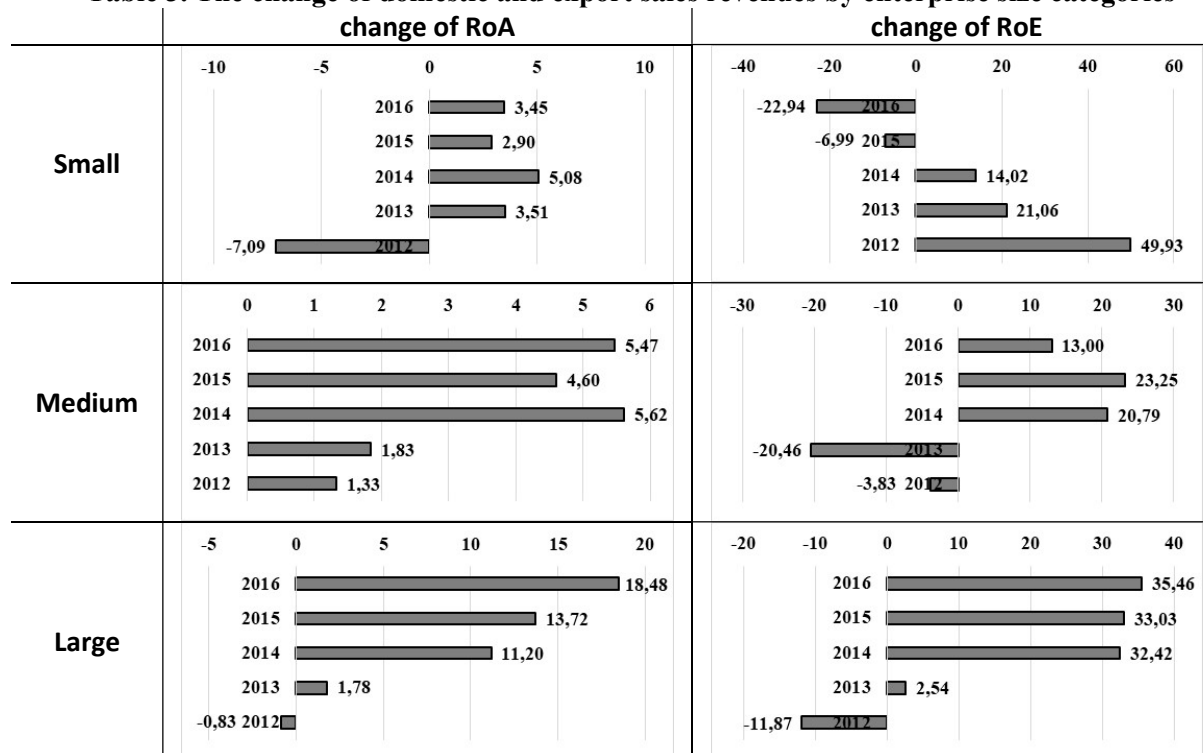 Table The change of domestic and export sales revenues by enterprise size categories
change of RoA
change of RoE
Small
-10 -5 0 5 10
2016 3,45
2015 2,90
2014 5,08
2013 3,51
-7,09 2012
-40 -20 0 20 40 60
-22,94 2016
-6,99 2015
2014 14,02
2013 21,06
2012 49,93
Medium
0 1 2 3 4 5 6
2016 5,47
2015 4,60
2014 5,62
2013 1,83
2012 1,33
-30 -20 -10 0 10 20 30
2016 13,00
2015 23,25
2014 20,79
-20,46 2013
-3,83 2012
Large
-5 0 5 10 15 20
2016 18,48
2015 13,72
2014 11,20
2013 1,78
-0,83 2012
-20 -10 0 10 20 30 40
2016 35,46
2015 33,03
2014 32,42
2013 2,54
-11,87 2012